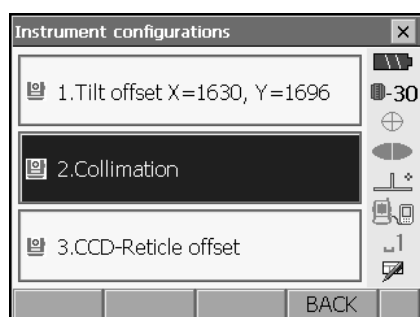 Instrument configurations
1.Tilt offset X=1630, Y=1696
-30
2.Collimation
3.CCD-Reticle offset
1
BACK